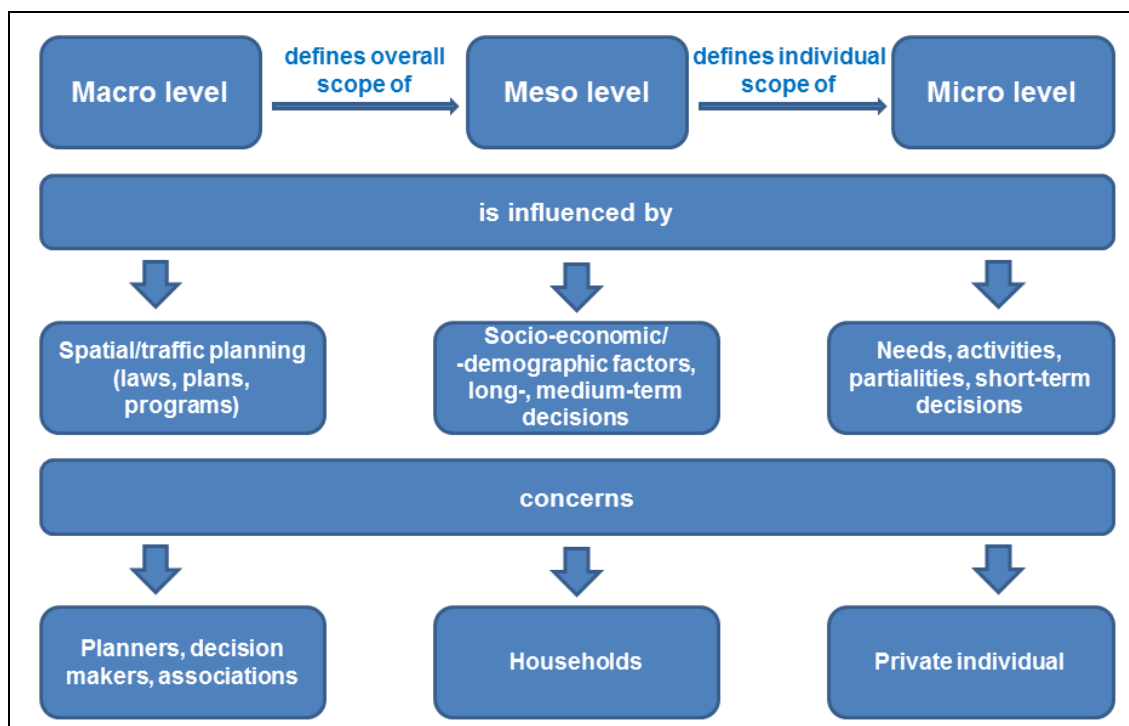 Macro level
defines overall
scope of
Meso level
defines individual
scope of
Micro level
is influenced by
Spatial/traffic planning
(laws, plans,
programs)
Socio-economic/
-demographic factors,
long-, medium-term
decisions
Needs, activities,
partialities, short-term
decisions
concerns
Planners, decision
makers, associations
Households
Private individual